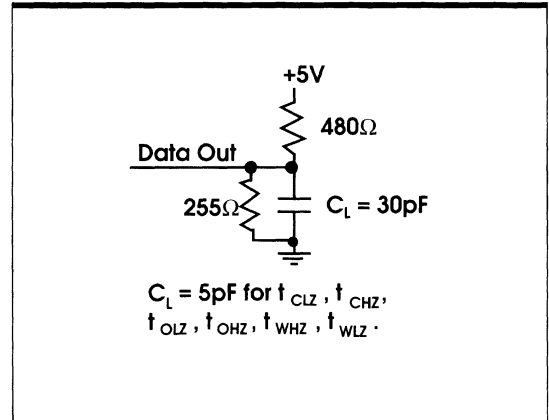 +5V
480Ω
Data Out
255Ω
C_L = 30pF
C_L = 5pF for t_CLZ , t_CHZ,
t_OLZ , t_OHZ, t_WHZ , t_WLZ .